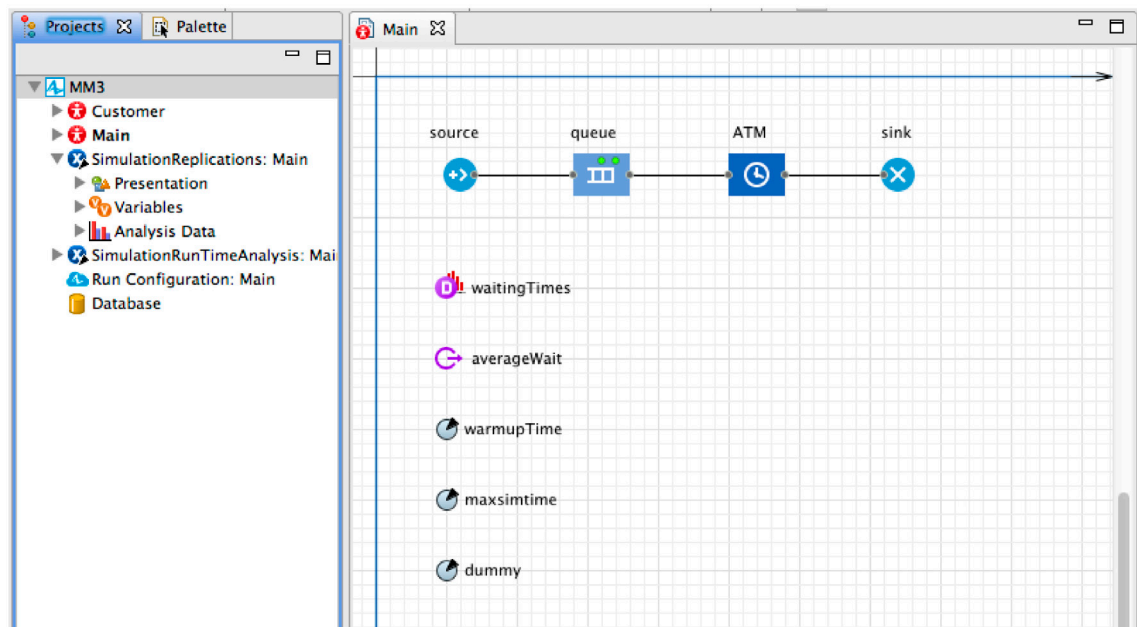 Projects
Palette
MM3
Customer
Main
SimulationReplications: Main
Presentation
Variables
Analysis Data
SimulationRunTimeAnalysis: Mai
Run Configuration: Main
Database
Main
source queue ATM sink
waitingTimes
averageWait
warmupTime
maxsimtime
dummy